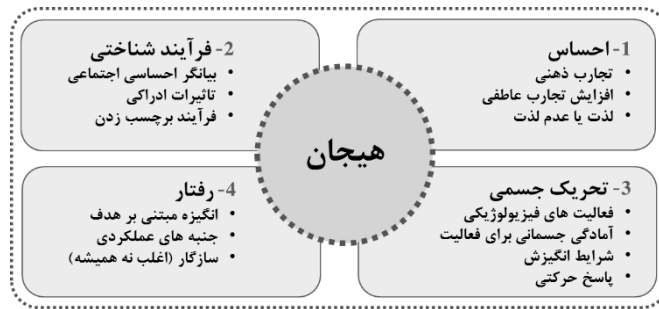 1- احساس
تجارب ذهنی
افزایش تجارب عاطفی
لذت یا عدم لذت
2- فرآیند شناختی
بیانگر احساسی اجتماعی
تاثیرات ادراکی
فرآیند برچسب زدن
هیجان
3- تحریک جسمی
فعالیت های فیزیولوژیکی
آمادگی جسمانی برای فعالیت
شرایط انگیزش
پاسخ حرکتی
4- رفتار
انگیزه مبتنی بر هدف
جنبه های عملکردی
سازگار (اغلب نه همیشه)